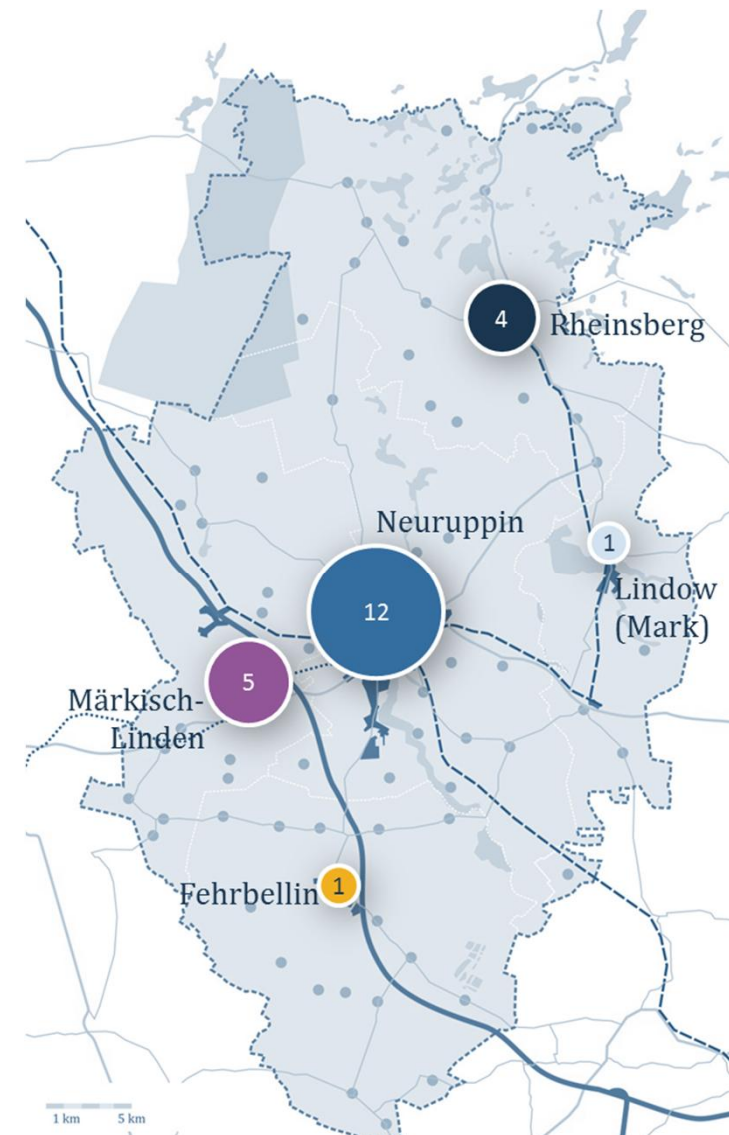 4
Rheinsberg
Neuruppin
1
Lindow
(Mark)
12
5
Märkisch-
Linden
Fehrbellin
1
1 km 5 km